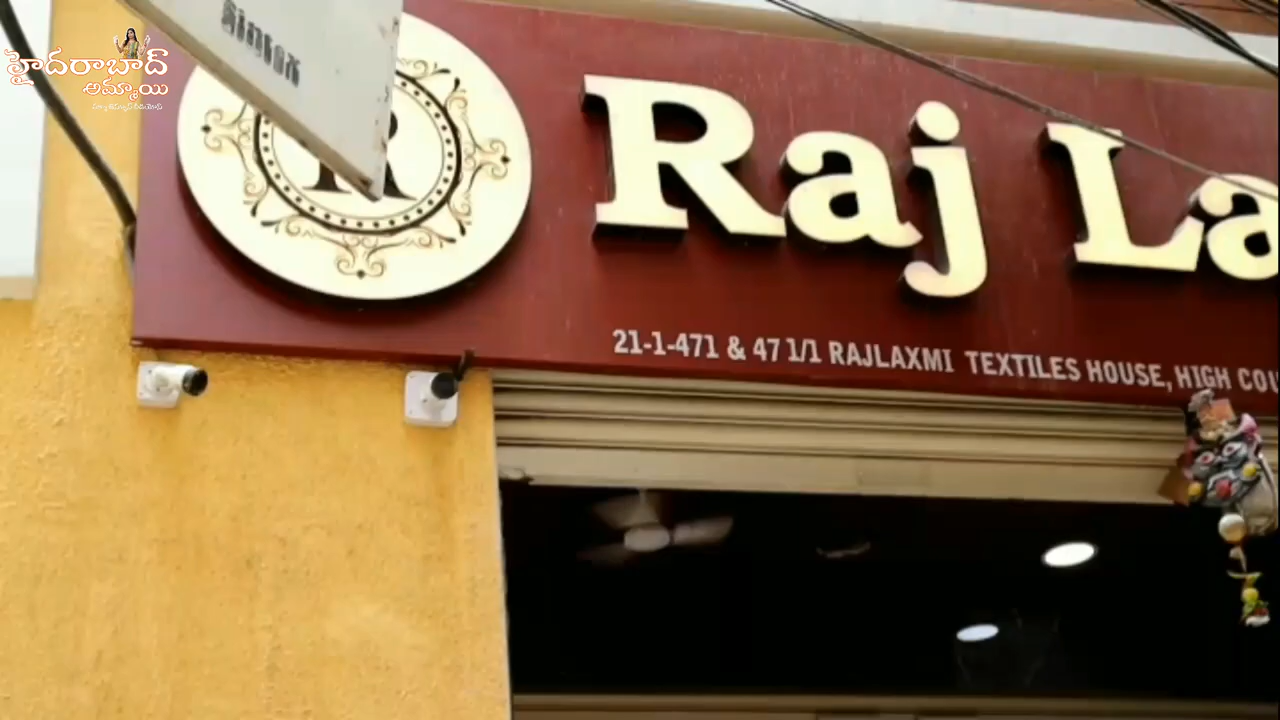 హైదరాబాద్
అమ్మాయి
R
Raj La
21-1-471 & 47 1/1 RAJLAXMI TEXTILES HOUSE, HIGH COU